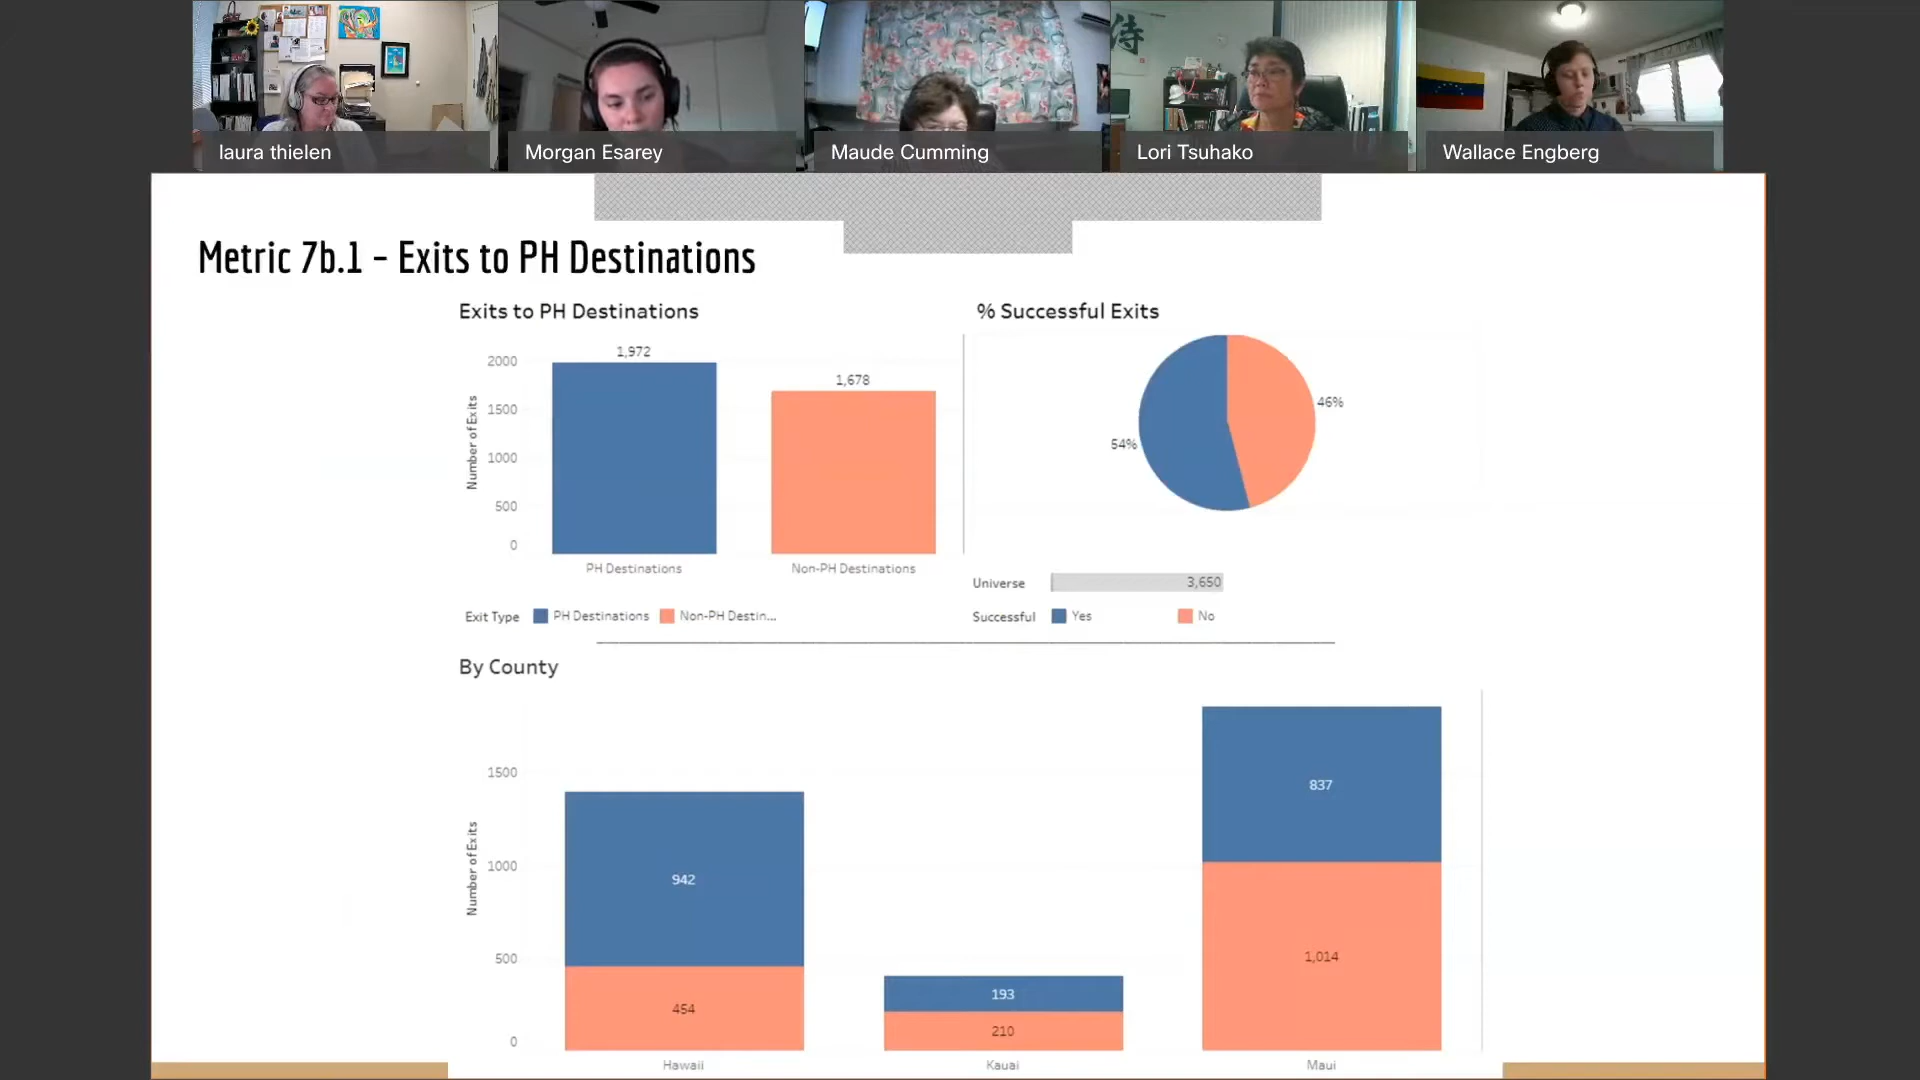 laura thielen
Morgan Esarey
Maude Cumming
侍
Lori Tsuhako
Wallace Engberg
Metric 7b.1 – Exits to PH Destinations
Exits to PH Destinations
Number of Exits
2000
1500
1000
500
0
1,972
1,678
PH Destinations
Non-PH Destinations
Exit Type
PH Destinations
Non-PH Destin...
% Successful Exits
46%
54%
Universe
3,650
Successful
Yes
No
By County
Number of Exits
1500
1000
500
0
942
454
193
210
837
1,014
Hawaii
Kauai
Maui